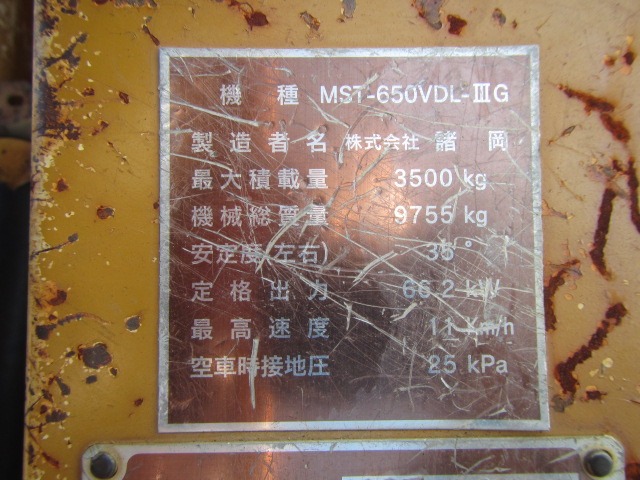 機種 MST-650VDL-ⅢG
製造者名 株式会社 諸岡
最大積載量 3500 kg
機械総質量 9755 kg
安定度(左右) 35°
定格出力 66.2 kW
最高速度 11 Km/h
空車時接地圧 25 kPa